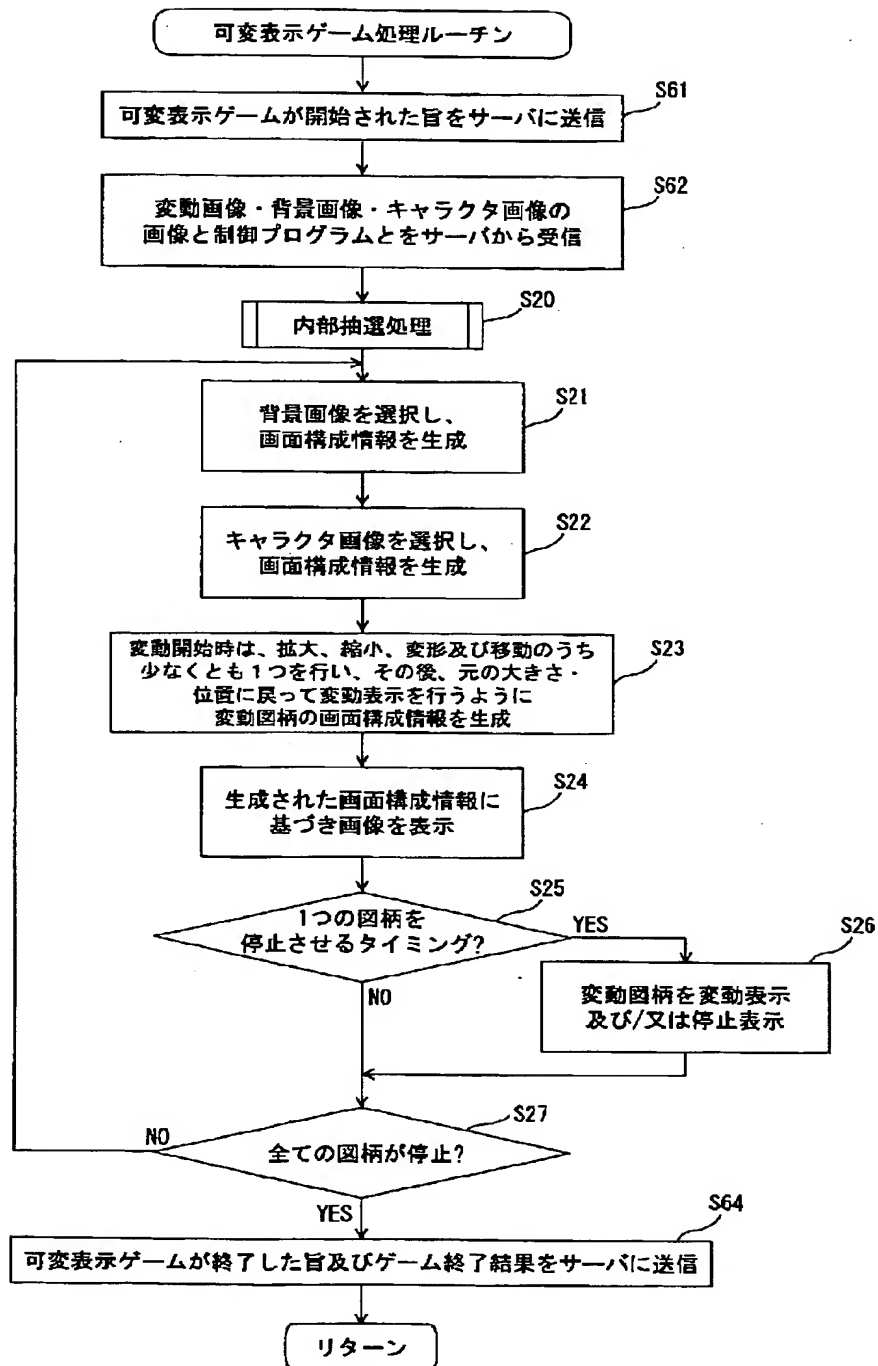 可変表示ゲーム処理ルーチン
S61
可変表示ゲームが開始された旨をサーバに送信
S62
変動画像・背景画像・キャラクタ画像の
画像と制御プログラムとをサーバから受信
S20
内部抽選処理
S21
背景画像を選択し、
画面構成情報を生成
S22
キャラクタ画像を選択し、
画面構成情報を生成
S23
変動開始時は、拡大、縮小、変形及び移動のうち
少なくとも1つを行い、その後、元の大きさ・
位置に戻って変動表示を行うように
変動図柄の画面構成情報を生成
S24
生成された画面構成情報に
基づき画像を表示
S25
1つの図柄を
停止させるタイミング?
YES
S26
変動図柄を変動表示
及び/又は停止表示
NO
S27
NO
全ての図柄が停止?
YES
S64
可変表示ゲームが終了した旨及びゲーム終了結果をサーバに送信
リターン